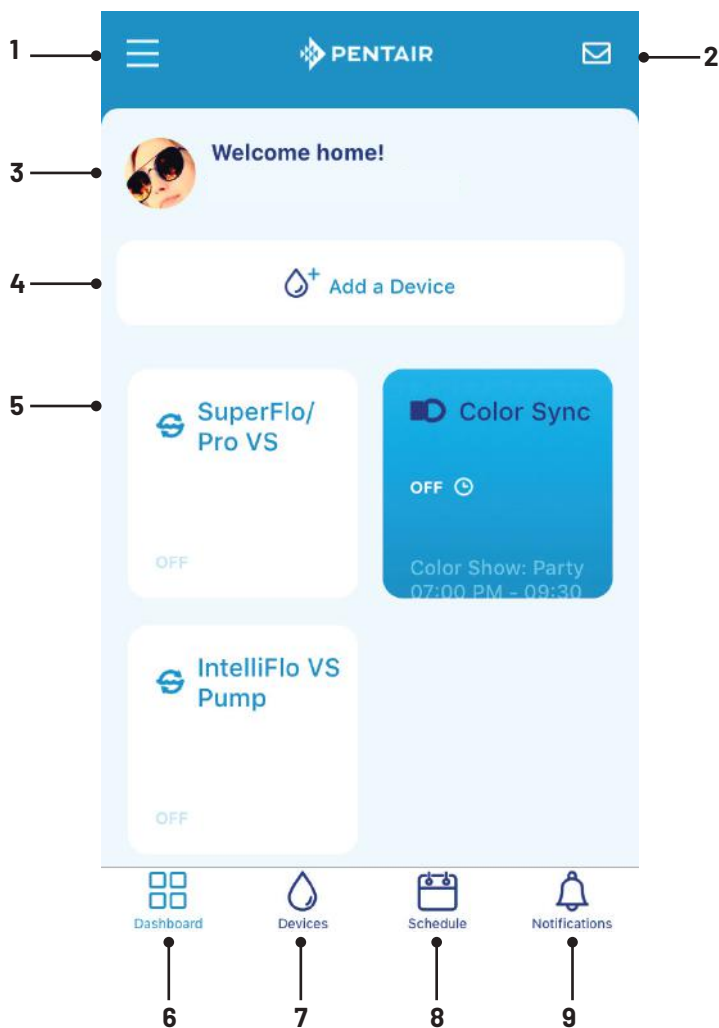 1
PENTAIR
2
3
Welcome home!
4
Add a Device
5
SuperFlo/
Pro VS
OFF
Color Sync
OFF
Color Show: Party
07:00 PM - 09:30
IntelliFlo VS
Pump
OFF
Dashboard
Devices
Schedule
Notifications
6
7
8
9